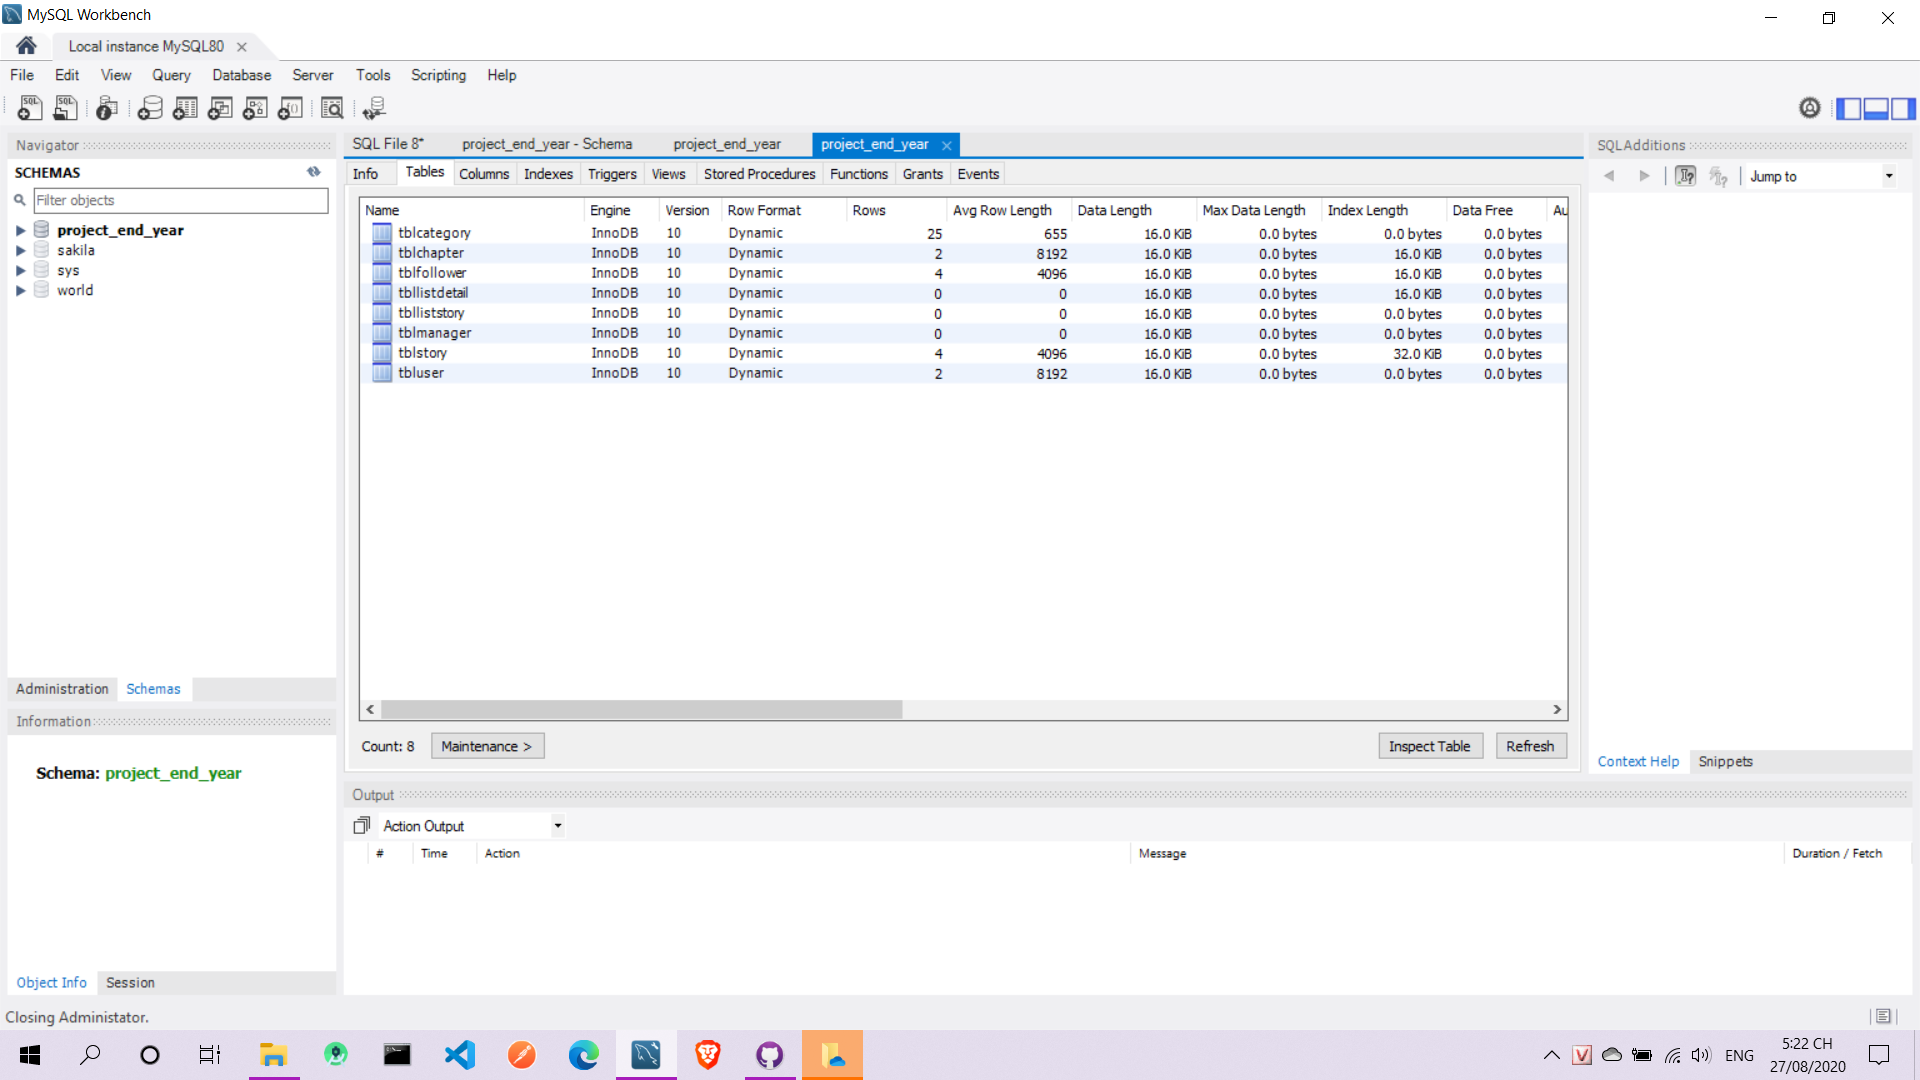 MySQL Workbench
Local instance MySQL80
File Edit View Query Database Server Tools Scripting Help
Navigator
SCHEMAS
Filter objects
project_end_year
sakila
sys
world
Administration Schemas
Information
Schema: project_end_year
Object Info Session
SQL File 8* project_end_year - Schema project_end_year project_end_year
Info Tables Columns Indexes Triggers Views Stored Procedures Functions Grants Events
Name Engine Version Row Format Rows Avg Row Length Data Length Max Data Length Index Length Data Free Au
tblcategory InnoDB 10 Dynamic 25 655 16.0 KiB 0.0 bytes 0.0 bytes 0.0 bytes
tblchapter InnoDB 10 Dynamic 2 8192 16.0 KiB 0.0 bytes 16.0 KiB 0.0 bytes
tblfollower InnoDB 10 Dynamic 4 4096 16.0 KiB 0.0 bytes 16.0 KiB 0.0 bytes
tbllistdetail InnoDB 10 Dynamic 0 0 16.0 KiB 0.0 bytes 16.0 KiB 0.0 bytes
tblliststory InnoDB 10 Dynamic 0 0 16.0 KiB 0.0 bytes 0.0 bytes 0.0 bytes
tblmanager InnoDB 10 Dynamic 0 0 16.0 KiB 0.0 bytes 0.0 bytes 0.0 bytes
tblstory InnoDB 10 Dynamic 4 4096 16.0 KiB 0.0 bytes 32.0 KiB 0.0 bytes
tbluser InnoDB 10 Dynamic 2 8192 16.0 KiB 0.0 bytes 0.0 bytes 0.0 bytes
Count: 8 Maintenance > Inspect Table Refresh
Output
Action Output
# Time Action Message Duration / Fetch
SQLAdditions
Jump to
Context Help Snippets
Closing Administator.
ENG
5:22 CH
27/08/2020